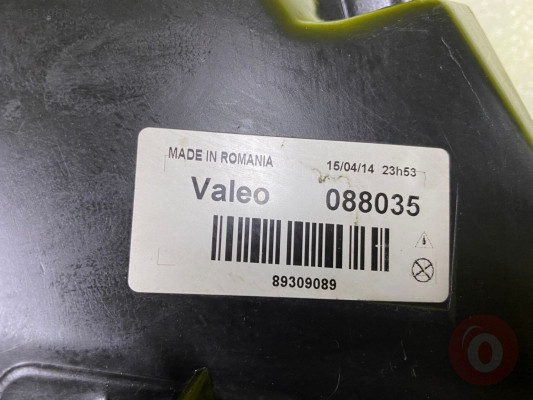 MADE IN ROMANIA 15/04/14 23h53
Valeo 088035
89309089